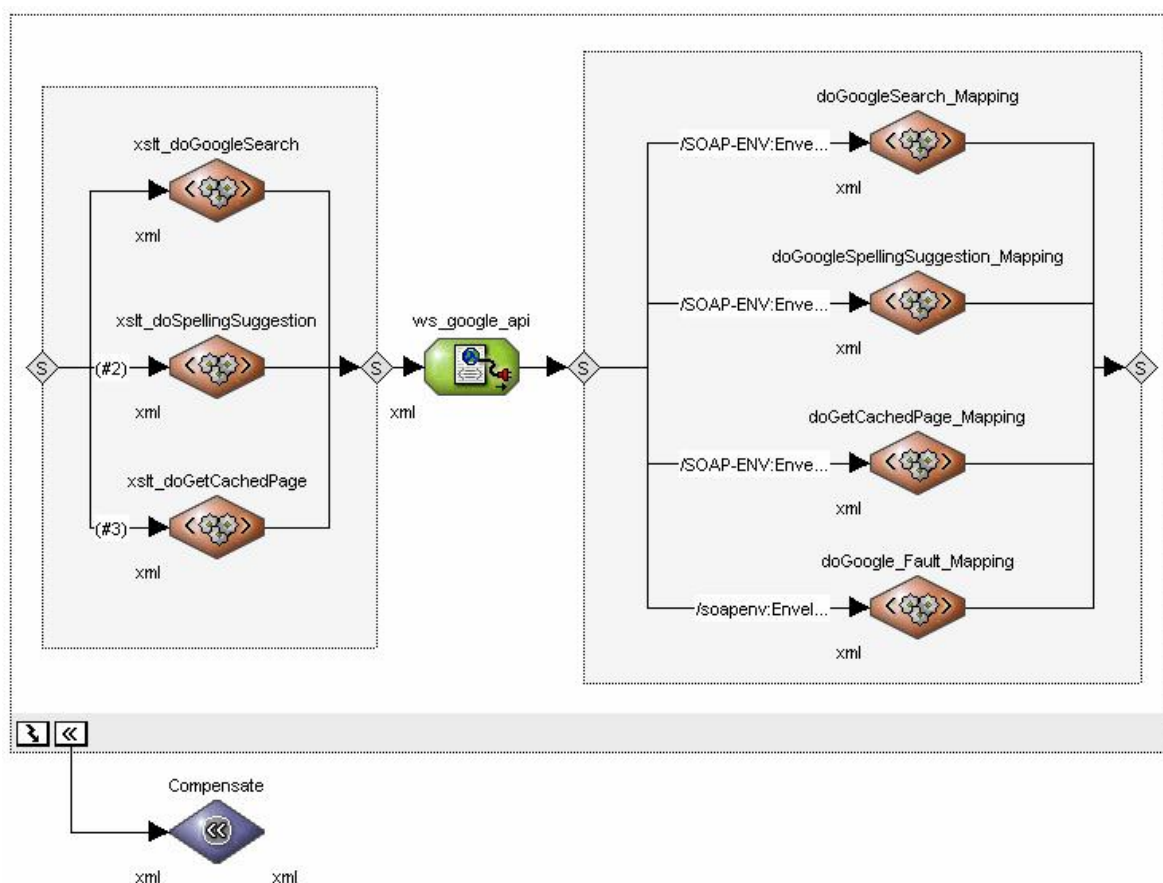 doGoogleSearch_Mapping
/SOAP-ENV:Enve...
xml
xslt_doGoogleSearch
xml
doGoogleSpellingSuggestion_Mapping
/SOAP-ENV:Enve...
xml
xslt_doSpellingSuggestion
(#2)
xml
S
S
ws_google_api
xml
S
S
doGetCachedPage_Mapping
/SOAP-ENV:Enve...
xml
xslt_doGetCachedPage
(#3)
xml
doGoogle_Fault_Mapping
/soapenv:Envel...
xml
Compensate
xml xml